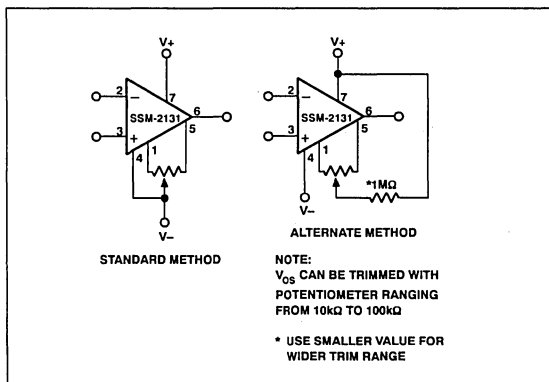 V+
2
−
7
SSM-2131
6
3
+
1
5
4
V−
STANDARD METHOD
V+
2
−
7
SSM-2131
6
3
+
1
5
4
*1MΩ
V−
ALTERNATE METHOD
NOTE:
VOS CAN BE TRIMMED WITH
POTENTIOMETER RANGING
FROM 10kΩ TO 100kΩ
* USE SMALLER VALUE FOR
WIDER TRIM RANGE